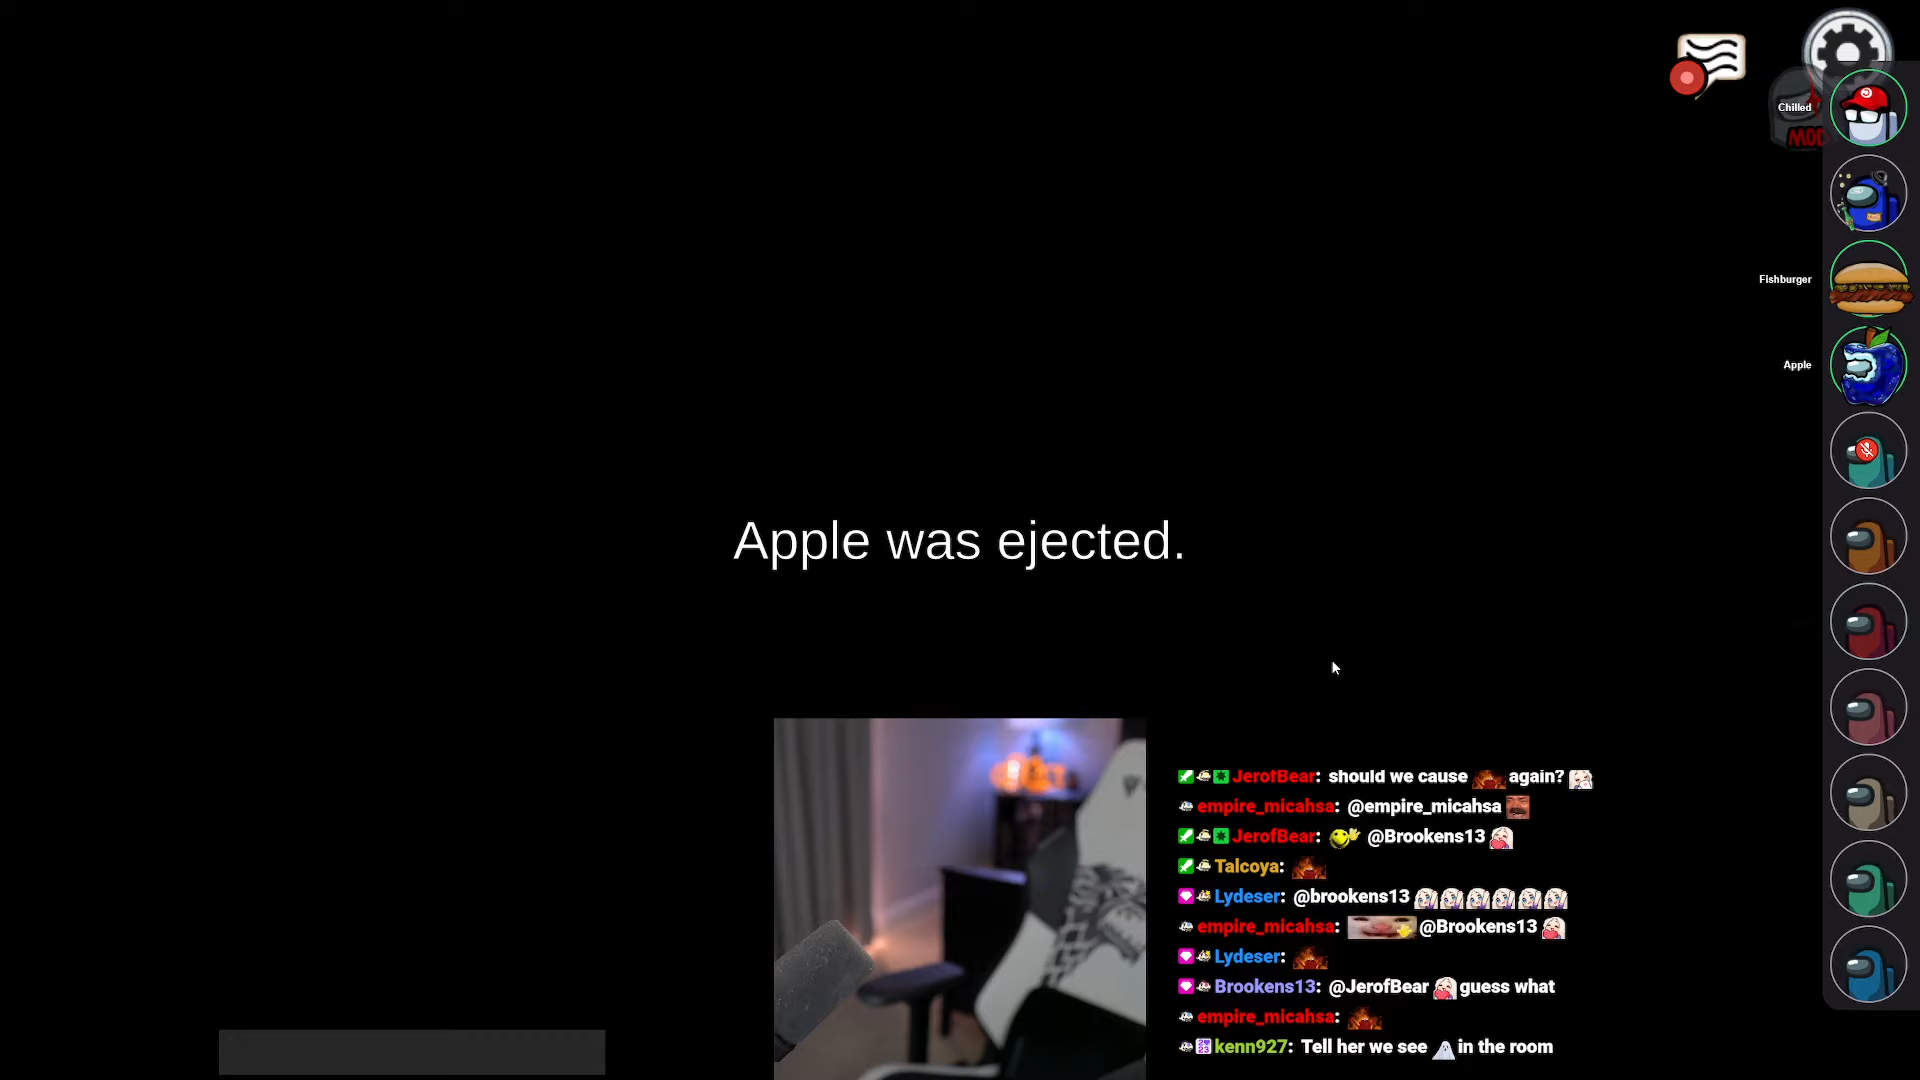 Chilled
MOD
Fishburger
Apple
Apple was ejected.
JerofBear: should we cause again?
empire_micahsa: @empire_micahsa
JerofBear: @Brookens13
Talcoya:
Lydeser: @brookens13
empire_micahsa: @Brookens13
Lydeser:
Brookens13: @JerofBear guess what
empire_micahsa:
kenn927: Tell her we see in the room